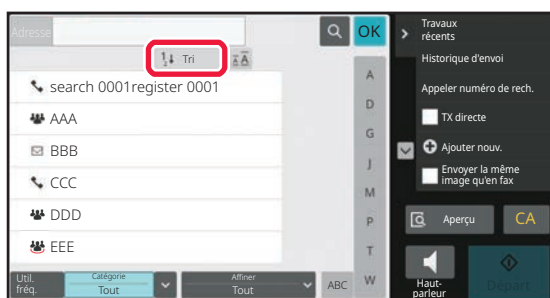 Adresse
OK
Tri
search 0001register 0001
AAA
BBB
CCC
DDD
EEE
Util.
fréq.
Catégorie
Tout
Affiner
Tout
ABC
A
D
G
J
M
P
T
W
Travaux
récents
Historique d'envoi
Appeler numéro de rech.
TX directe
Ajouter nouv.
Envoyer la même
image qu'en fax
Aperçu
CA
Haut-
parleur
Départ